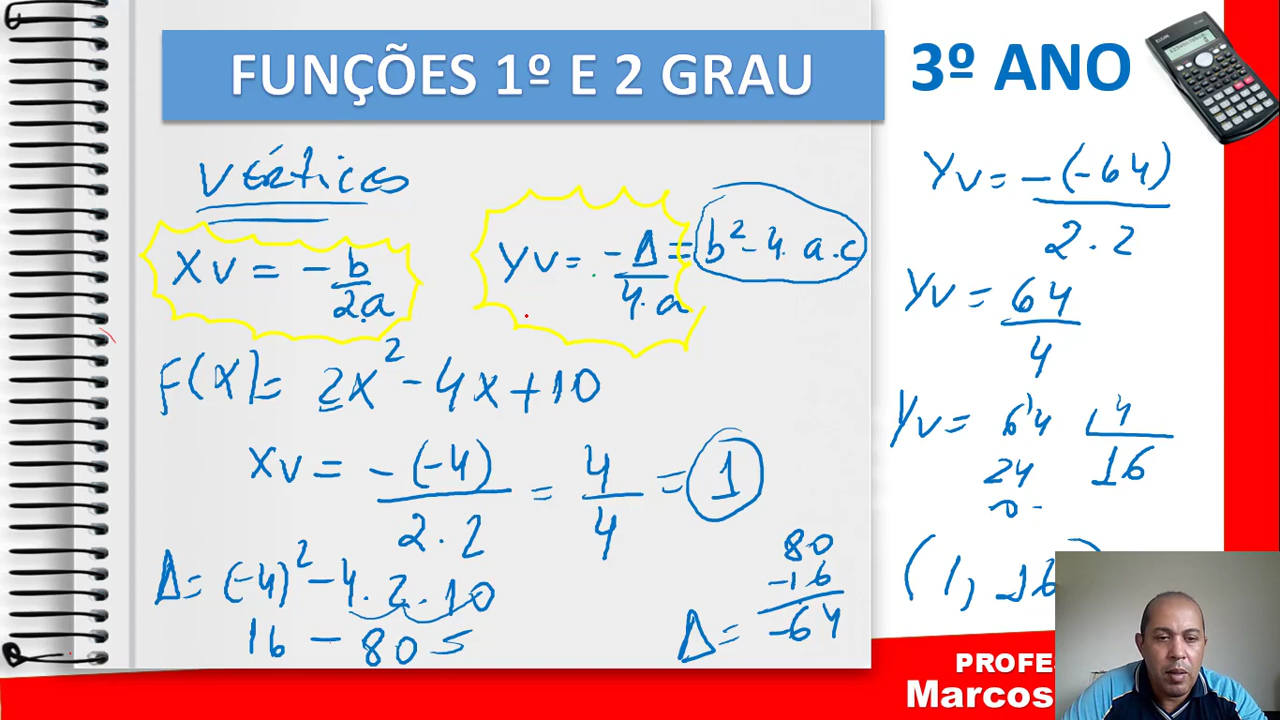 FUNÇÕES 1º E 2 GRAU
3º ANO
Vértices
Xv = - b/2.a
Yv = -Δ/4.a = b² - 4.a.c
F(X) = 2x² - 4x + 10
Xv = -(-4)/2.2 = 4/4 = 1
Δ = (-4)² - 4.2.10
16 - 80 =
80
-16
Δ = -64
Yv = -(-64)/2.2
Yv = 64/4
Yv = 64 4
24 16
0
(1, 16)
PROFE
Marcos